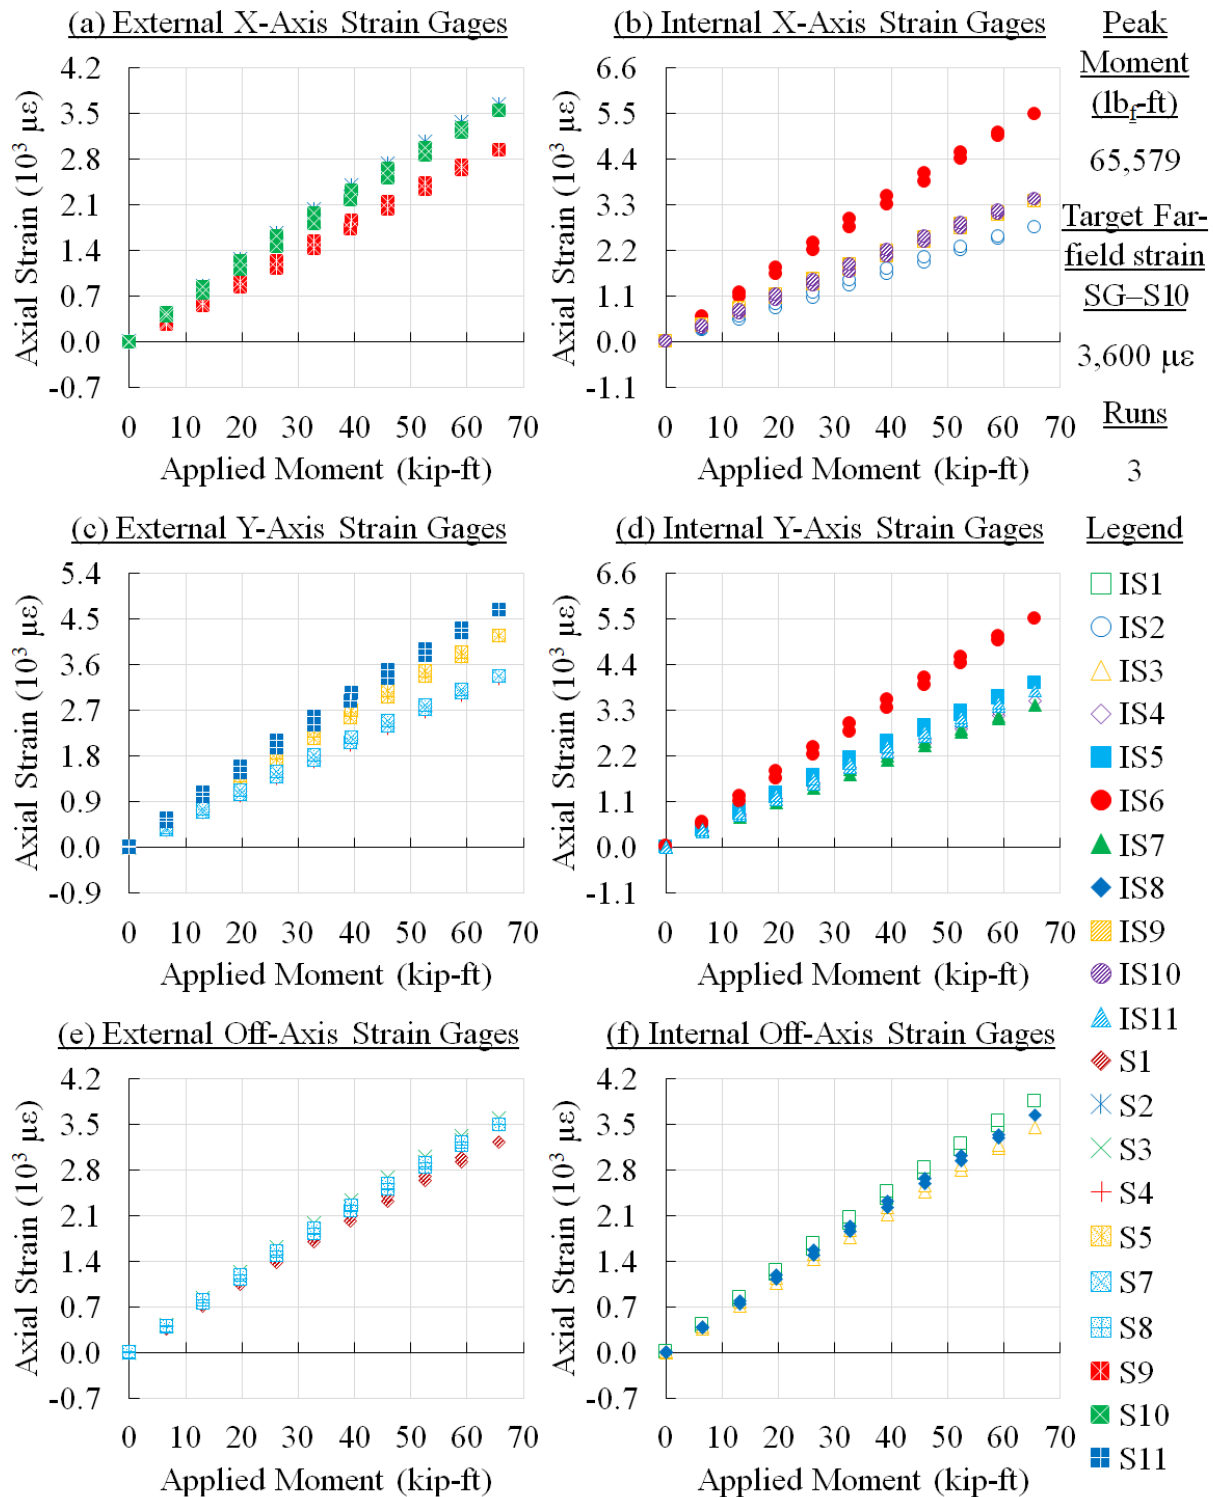 (a) External X-Axis Strain Gages
Axial Strain (10³ με)
4.2
3.5
2.8
2.1
1.4
0.7
0.0
-0.7
0 10 20 30 40 50 60 70
Applied Moment (kip-ft)
(b) Internal X-Axis Strain Gages
Axial Strain (10³ με)
6.6
5.5
4.4
3.3
2.2
1.1
0.0
-1.1
0 10 20 30 40 50 60 70
Applied Moment (kip-ft)
Peak
Moment
(lbf-ft)
65,579
Target Far-
field strain
SG–S10
3,600 με
Runs
3
(c) External Y-Axis Strain Gages
Axial Strain (10³ με)
5.4
4.5
3.6
2.7
1.8
0.9
0.0
-0.9
0 10 20 30 40 50 60 70
Applied Moment (kip-ft)
(d) Internal Y-Axis Strain Gages
Axial Strain (10³ με)
6.6
5.5
4.4
3.3
2.2
1.1
0.0
-1.1
0 10 20 30 40 50 60 70
Applied Moment (kip-ft)
(e) External Off-Axis Strain Gages
Axial Strain (10³ με)
4.2
3.5
2.8
2.1
1.4
0.7
0.0
-0.7
0 10 20 30 40 50 60 70
Applied Moment (kip-ft)
(f) Internal Off-Axis Strain Gages
Axial Strain (10³ με)
4.2
3.5
2.8
2.1
1.4
0.7
0.0
-0.7
0 10 20 30 40 50 60 70
Applied Moment (kip-ft)
Legend
IS1
IS2
IS3
IS4
IS5
IS6
IS7
IS8
IS9
IS10
IS11
S1
S2
S3
S4
S5
S7
S8
S9
S10
S11